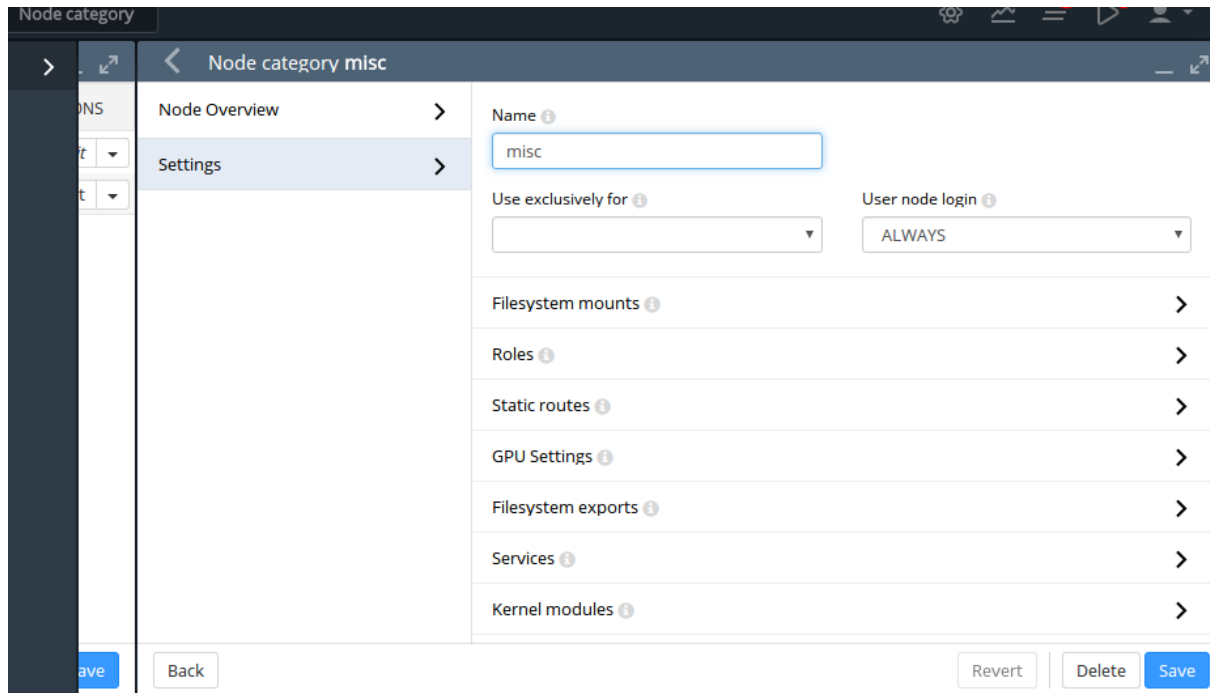 Node category
Node category misc
ONS
Node Overview
Name
it
misc
Settings
t
Use exclusively for
User node login
ALWAYS
Filesystem mounts
Roles
Static routes
GPU Settings
Filesystem exports
Services
Kernel modules
ave
Back
Revert
Delete
Save